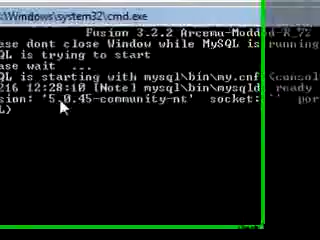 :\Windows\system32\cmd.exe
Fusion 3.2.2 Arcemu-Modded-R_72
ase dont close Window while MySQL is running
QL is trying to start
ase wait ...
QL is starting with mysql\bin\my.cnf (consol
216 12:28:10 [Note] mysql\bin\mysqld ready
sion: '5.0.45-community-nt' socket: '' por
L)